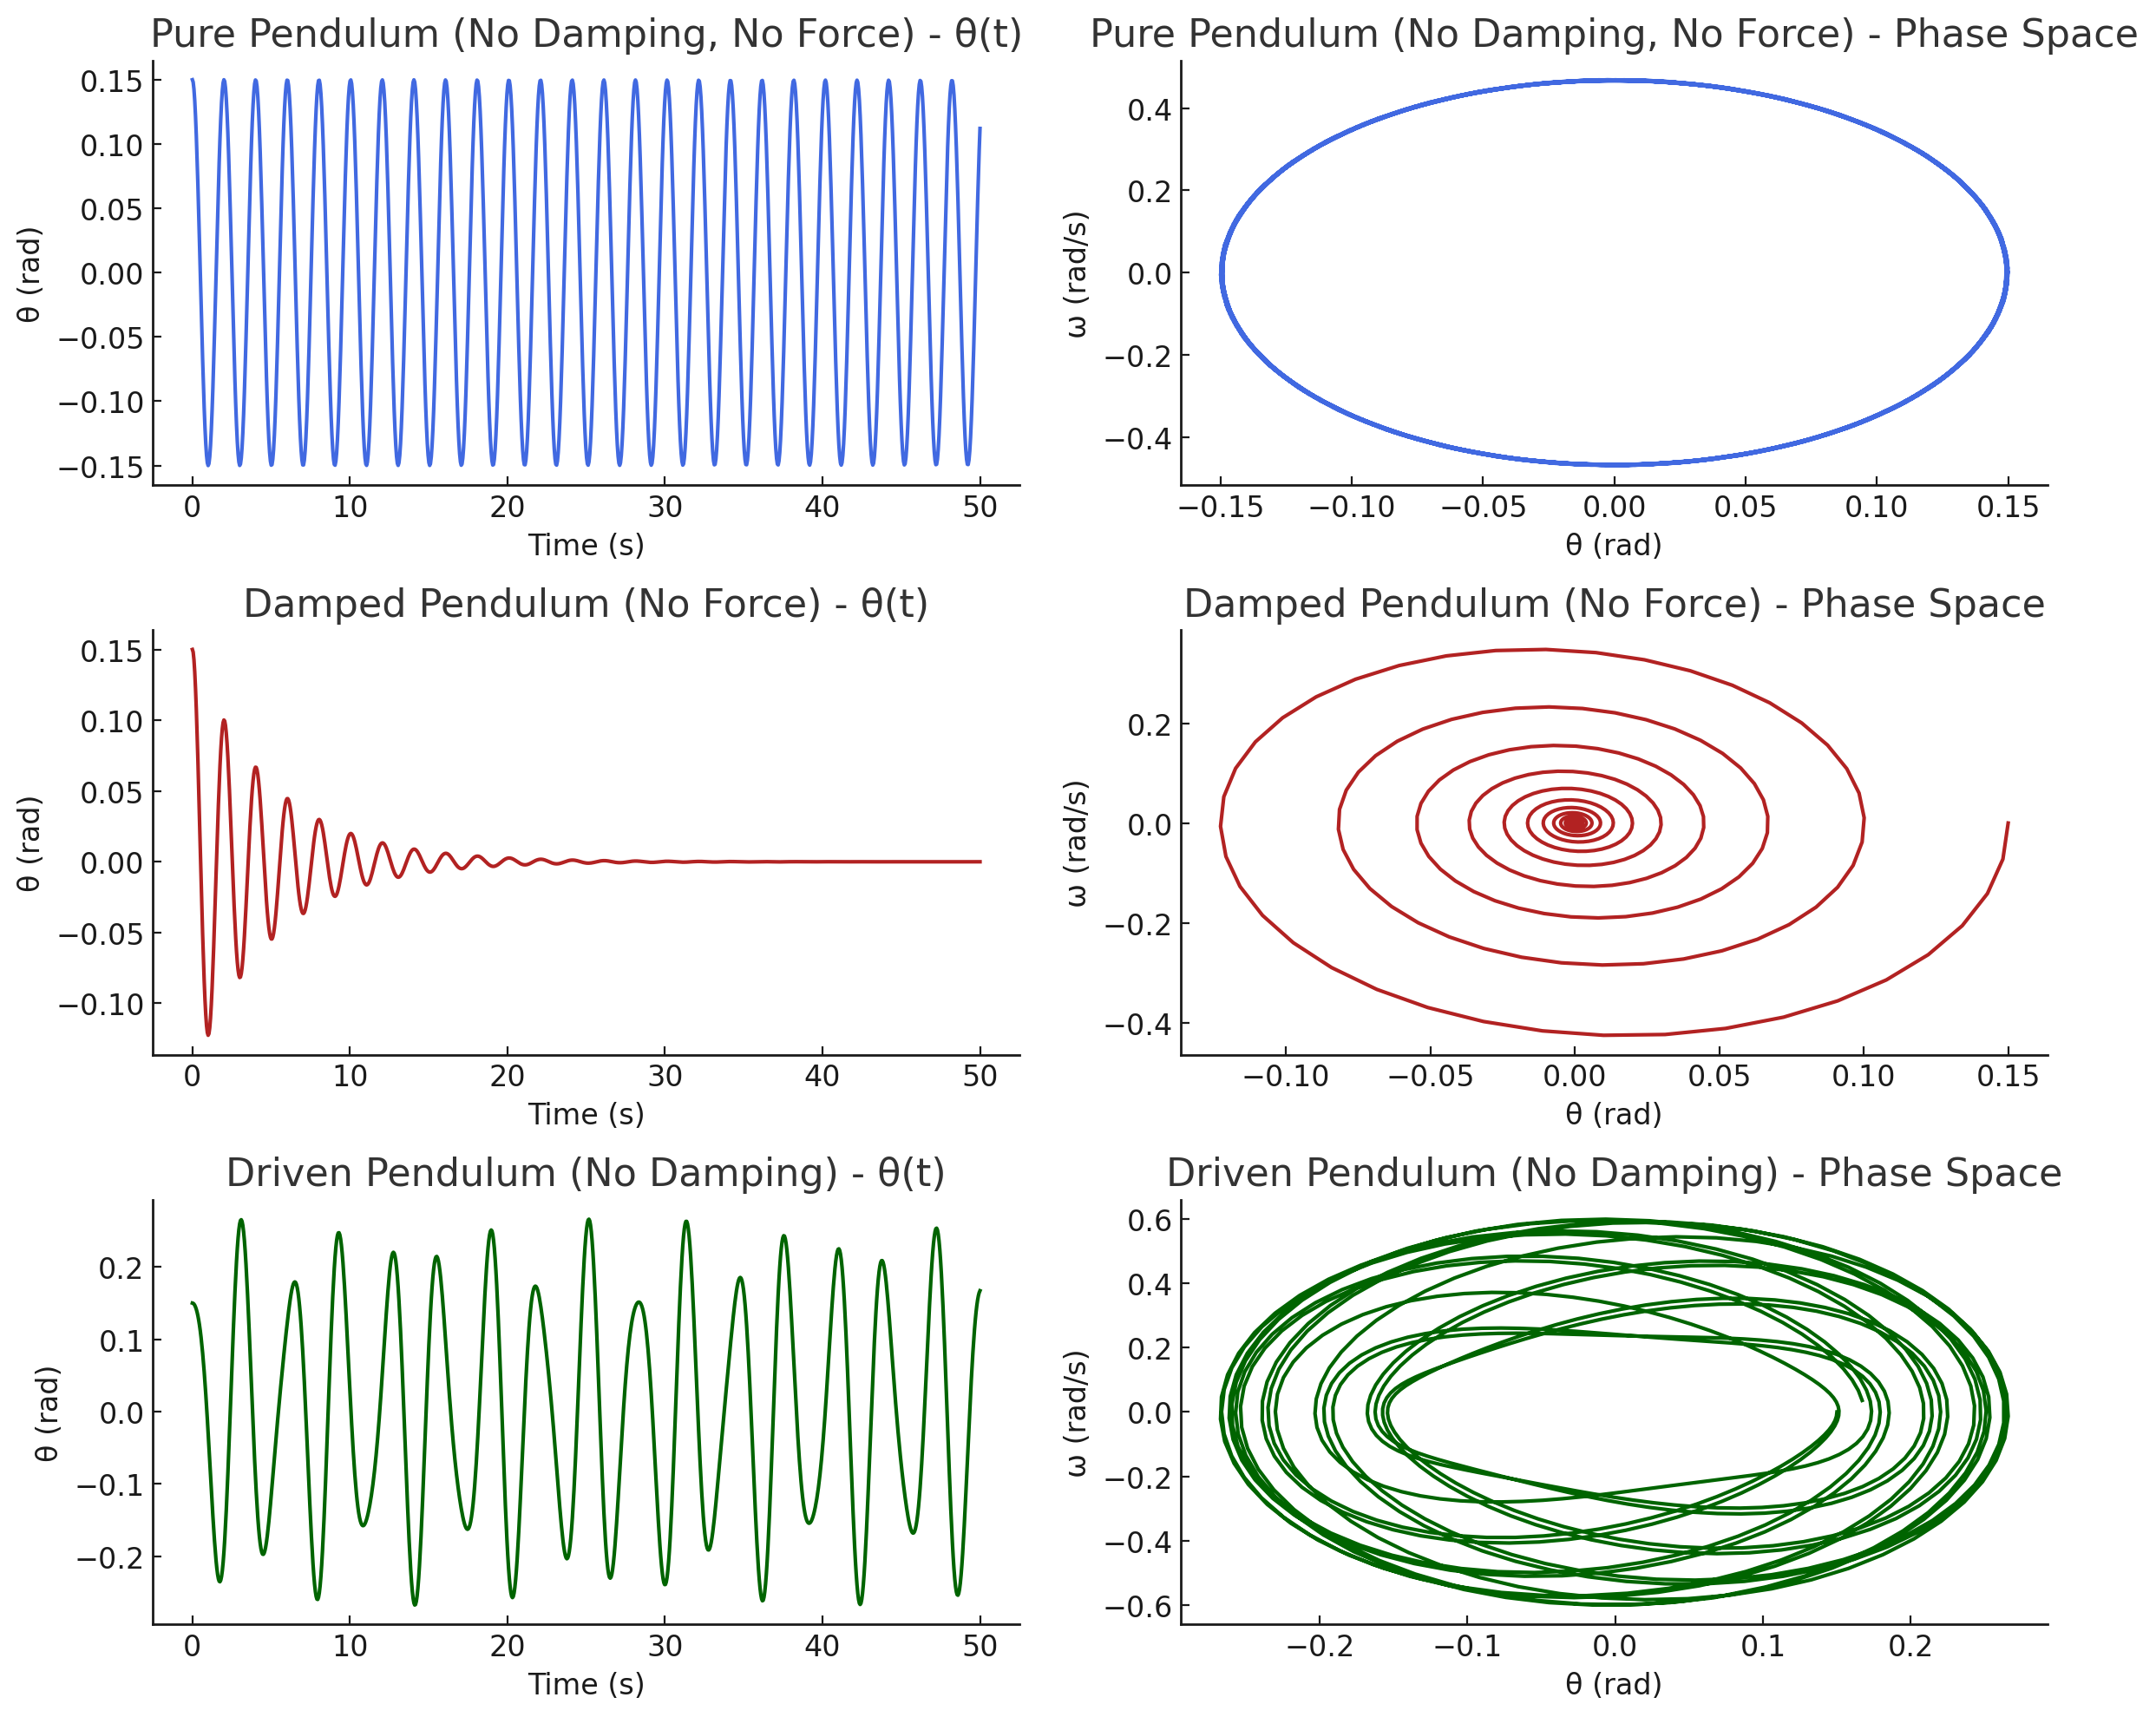 Pure Pendulum (No Damping, No Force) - θ(t)
0.15
0.10
0.05
0.00
−0.05
−0.10
−0.15
θ (rad)
0 10 20 30 40 50
Time (s)
Pure Pendulum (No Damping, No Force) - Phase Space
0.4
0.2
0.0
−0.2
−0.4
ω (rad/s)
−0.15 −0.10 −0.05 0.00 0.05 0.10 0.15
θ (rad)
Damped Pendulum (No Force) - θ(t)
0.15
0.10
0.05
0.00
−0.05
−0.10
θ (rad)
0 10 20 30 40 50
Time (s)
Damped Pendulum (No Force) - Phase Space
0.2
0.0
−0.2
−0.4
ω (rad/s)
−0.10 −0.05 0.00 0.05 0.10 0.15
θ (rad)
Driven Pendulum (No Damping) - θ(t)
0.2
0.1
0.0
−0.1
−0.2
θ (rad)
0 10 20 30 40 50
Time (s)
Driven Pendulum (No Damping) - Phase Space
0.6
0.4
0.2
0.0
−0.2
−0.4
−0.6
ω (rad/s)
−0.2 −0.1 0.0 0.1 0.2
θ (rad)